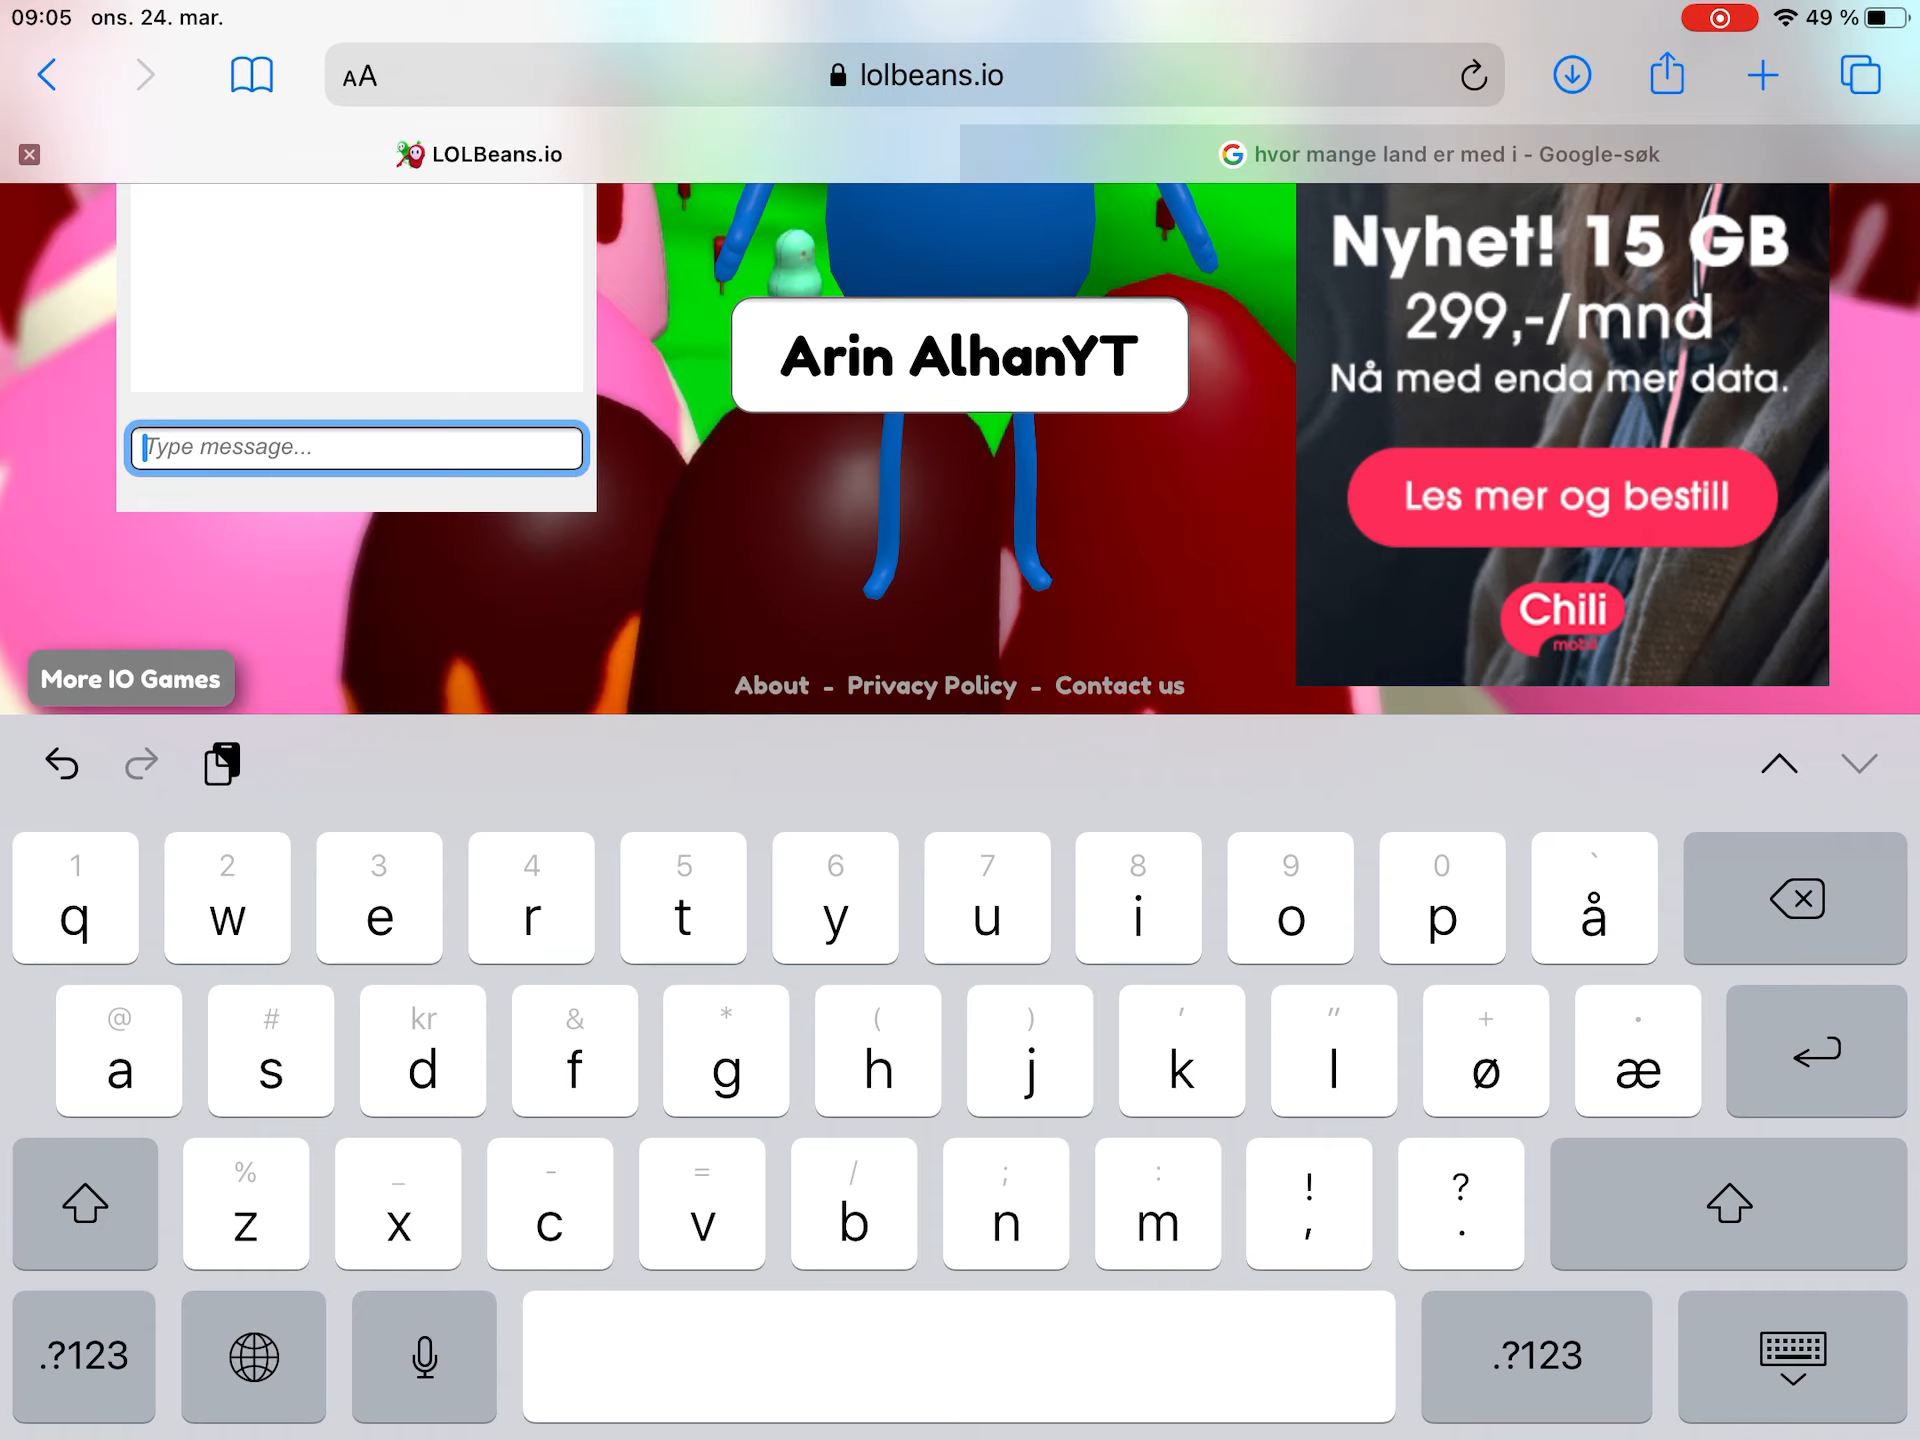 09:05 ons. 24. mar.
49 %
AA
lolbeans.io
LOLBeans.io
hvor mange land er med i - Google-søk
Nyhet! 15 GB
299,-/mnd
Nå med enda mer data.
Arin AlhanYT
Type message...
Les mer og bestill
Chili
mobil
More IO Games
About - Privacy Policy - Contact us
1 2 3 4 5 6 7 8 9 0 `
q w e r t y u i o p å
@ # kr & * ( ) ' " + •
a s d f g h j k l ø æ
% _ - = / ; : ! ?
z x c v b n m , .
.?123 .?123